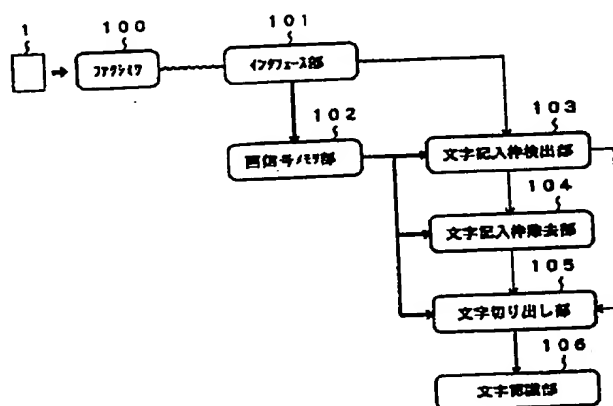 1
100
ファクシミリ
101
インタフェース部
102
画信号メモリ部
103
文字記入枠検出部
104
文字記入枠除去部
105
文字切り出し部
106
文字認識部